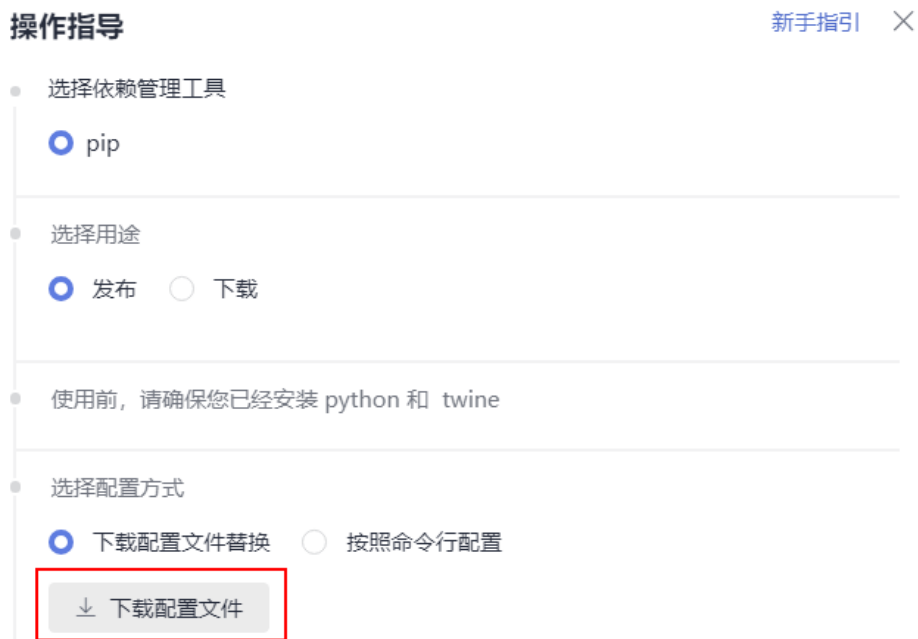 操作指导 新手指引
选择依赖管理工具
pip
选择用途
发布 下载
使用前，请确保您已经安装 python 和 twine
选择配置方式
下载配置文件替换 按照命令行配置
下载配置文件